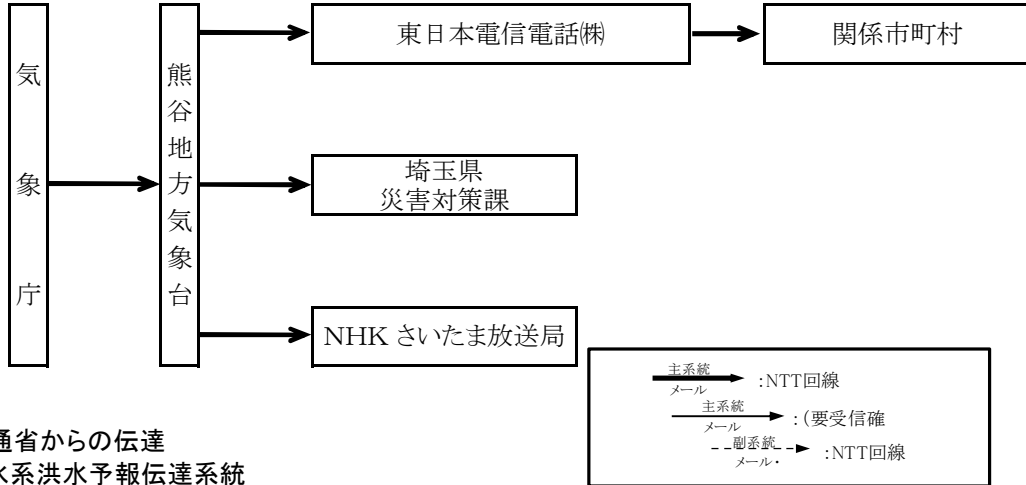 気象庁
熊谷地方気象台
東日本電信電話㈱
関係市町村
埼玉県
災害対策課
NHK さいたま放送局
主系統
メール
:NTT回線
主系統
メール
:(要受信確
副系統
メール・
:NTT回線
通省からの伝達
水系洪水予報伝達系統